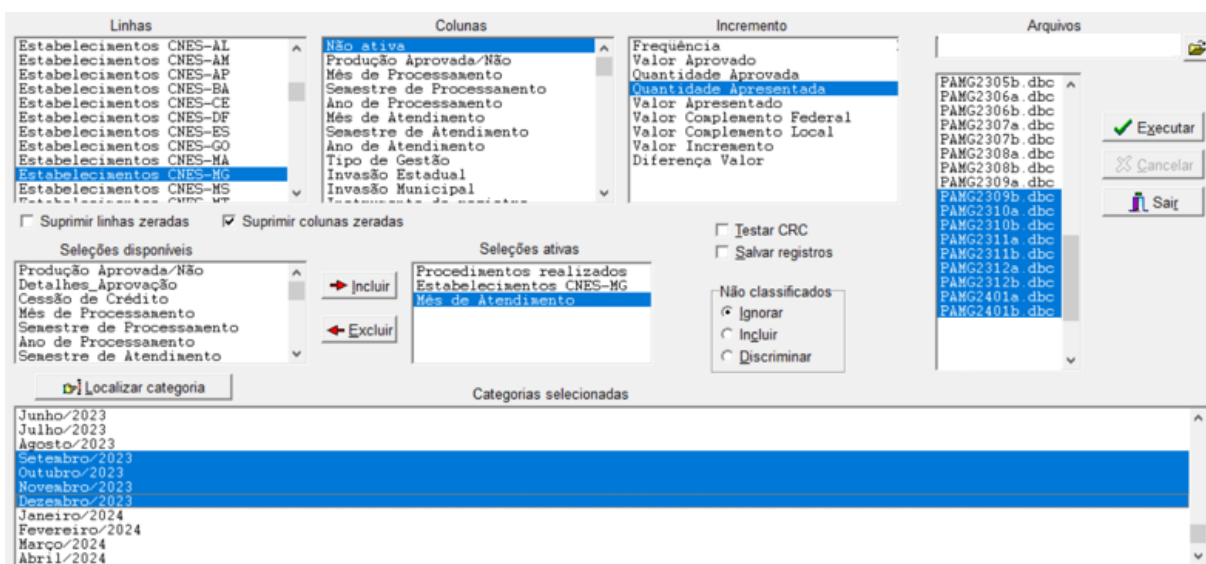 Linhas
Estabelecimentos CNES-AL
Estabelecimentos CNES-AM
Estabelecimentos CNES-AP
Estabelecimentos CNES-BA
Estabelecimentos CNES-CE
Estabelecimentos CNES-DF
Estabelecimentos CNES-ES
Estabelecimentos CNES-GO
Estabelecimentos CNES-MA
Estabelecimentos CNES-MG
Estabelecimentos CNES-MS
Estabelecimentos CNES-MT
Colunas
Não ativa
Produção Aprovada/Não
Mês de Processamento
Semestre de Processamento
Ano de Processamento
Mês de Atendimento
Semestre de Atendimento
Ano de Atendimento
Tipo de Gestão
Invasão Estadual
Invasão Municipal
Instrumento de registro
Incremento
Freqüência
Valor Aprovado
Quantidade Aprovada
Quantidade Apresentada
Valor Apresentado
Valor Complemento Federal
Valor Complemento Local
Valor Incremento
Diferença Valor
Arquivos
PAMG2305b.dbc
PAMG2306a.dbc
PAMG2306b.dbc
PAMG2307a.dbc
PAMG2307b.dbc
PAMG2308a.dbc
PAMG2308b.dbc
PAMG2309a.dbc
PAMG2309b.dbc
PAMG2310a.dbc
PAMG2310b.dbc
PAMG2311a.dbc
PAMG2311b.dbc
PAMG2312a.dbc
PAMG2312b.dbc
PAMG2401a.dbc
PAMG2401b.dbc
Executar
Cancelar
Sair
Suprimir linhas zeradas
Suprimir colunas zeradas
Testar CRC
Salvar registros
Seleções disponíveis
Produção Aprovada/Não
Detalhes_Aprovação
Cessão de Crédito
Mês de Processamento
Semestre de Processamento
Ano de Processamento
Semestre de Atendimento
Incluir
Excluir
Seleções ativas
Procedimentos realizados
Estabelecimentos CNES-MG
Mês de Atendimento
Não classificados
Ignorar
Incluir
Discriminar
Localizar categoria
Categorias selecionadas
Junho/2023
Julho/2023
Agosto/2023
Setembro/2023
Outubro/2023
Novembro/2023
Dezembro/2023
Janeiro/2024
Fevereiro/2024
Março/2024
Abril/2024